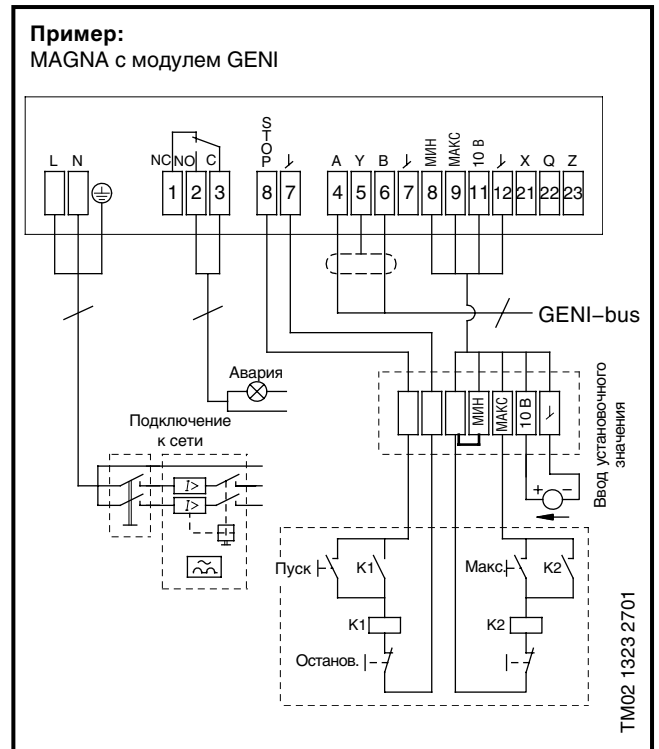 Пример:
MAGNA с модулем GENI
L N
NC NO C
STOP
A Y B
МИН
МАКС
10 В
X Q Z
1 2 3
8 7
4 5 6 7 8 9 11 12 21 22 23
GENI–bus
Авария
Подключение
к сети
МИН
МАКС
10 В
Ввод установочного
значения
+ –
I>
I>
Пуск
K1
Макс.
K2
K1
K2
Останов.
TM02 1323 2701